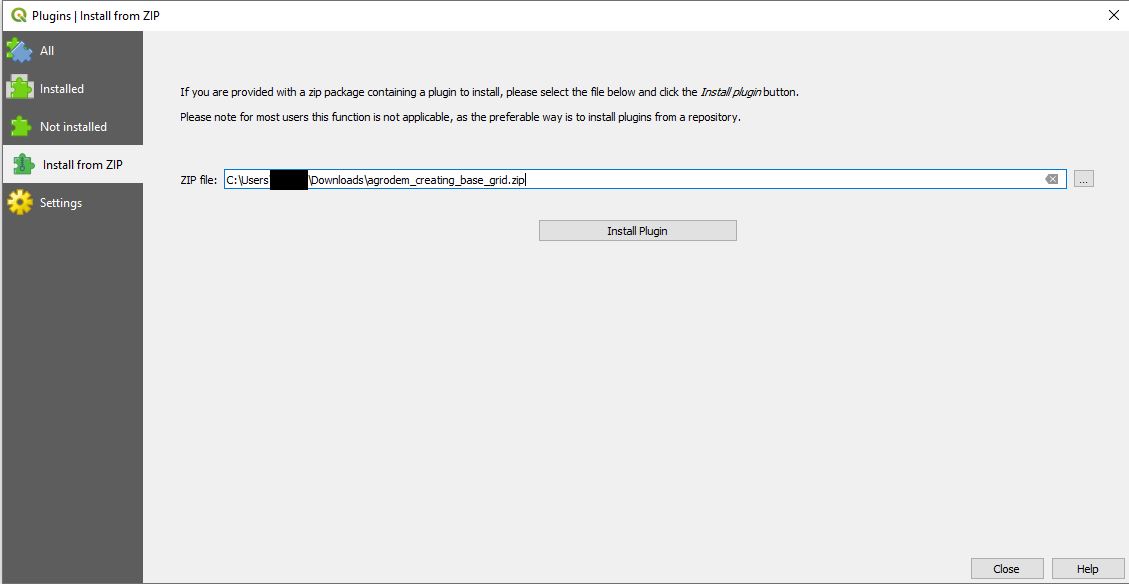 Plugins | Install from ZIP
All
Installed
Not installed
Install from ZIP
Settings
If you are provided with a zip package containing a plugin to install, please select the file below and click the Install plugin button.
Please note for most users this function is not applicable, as the preferable way is to install plugins from a repository.
ZIP file: C:\Users \Downloads\agrodem_creating_base_grid.zip ...
Install Plugin
Close Help